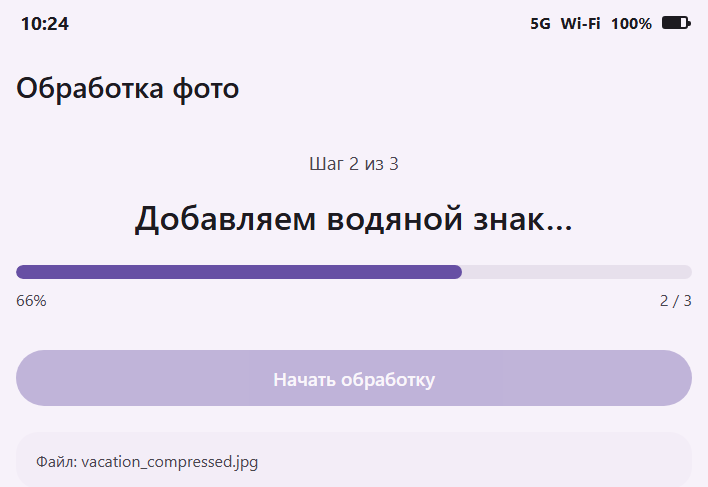 10:24 5G Wi-Fi 100%
Обработка фото
Шаг 2 из 3
Добавляем водяной знак...
66% 2 / 3
Начать обработку
Файл: vacation_compressed.jpg